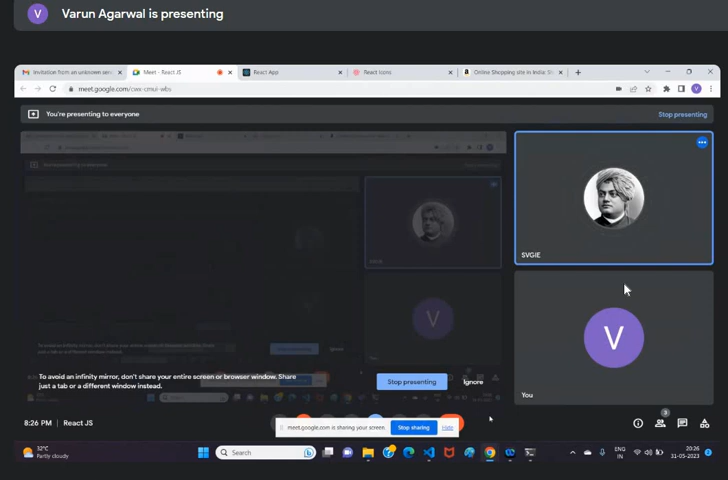 V Varun Agarwal is presenting
Invitation from an unknown sen
Meet - React JS
React App
React Icons
Online Shopping site in India: Sh
meet.google.com/cwx-cmui-wbs
V
You're presenting to everyone
Stop presenting
SVGIE
V
You
To avoid an infinity mirror, don't share your entire screen or browser window. Share
just a tab or a different window instead.
Stop presenting
Ignore
8:26 PM | React JS
meet.google.com is sharing your screen.
Stop sharing
Hide
3
32°C
Partly cloudy
Search
ENG
IN
20:26
31-05-2023